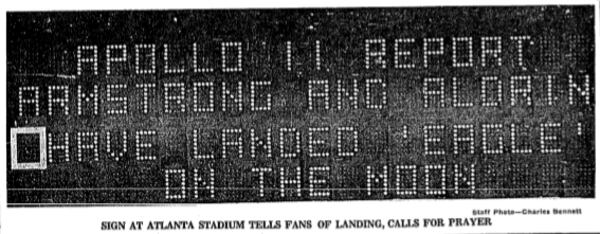 APOLLO 11 REPORT
ARMSTRONG AND ALDRIN
HAVE LANDED 'EAGLE'
ON THE MOON
Staff Photo—Charles Bennett
SIGN AT ATLANTA STADIUM TELLS FANS OF LANDING, CALLS FOR PRAYER